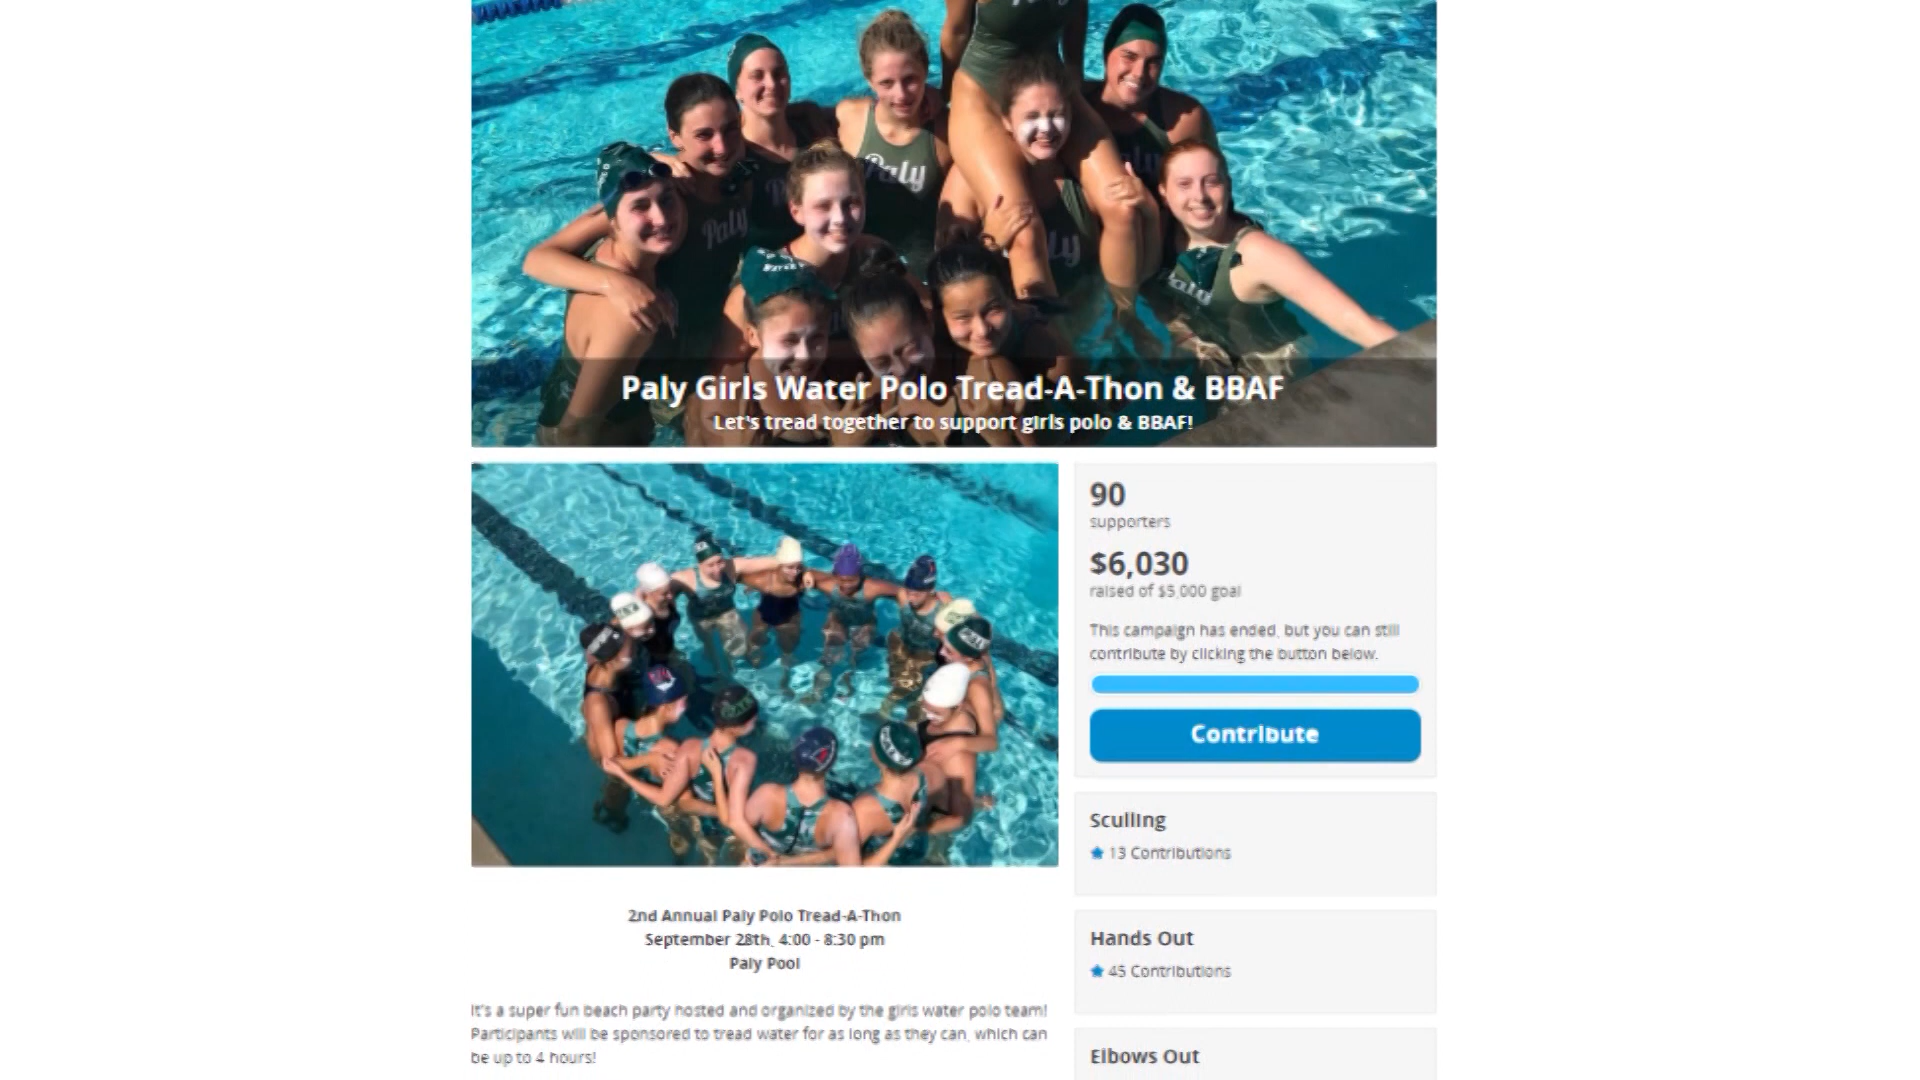 Paly
Paly
Paly Girls Water Polo Tread-A-Thon & BBAF
Let's tread together to support girls polo & BBAF!
90
supporters
$6,030
raised of $5,000 goal
This campaign has ended, but you can still
contribute by clicking the button below.
Contribute
Sculling
13 Contributions
Hands Out
45 Contributions
Elbows Out
2nd Annual Paly Polo Tread-A-Thon
September 28th, 4:00 - 8:30 pm
Paly Pool
It's a super fun beach party hosted and organized by the girls water polo team!
Participants will be sponsored to tread water for as long as they can, which can
be up to 4 hours!